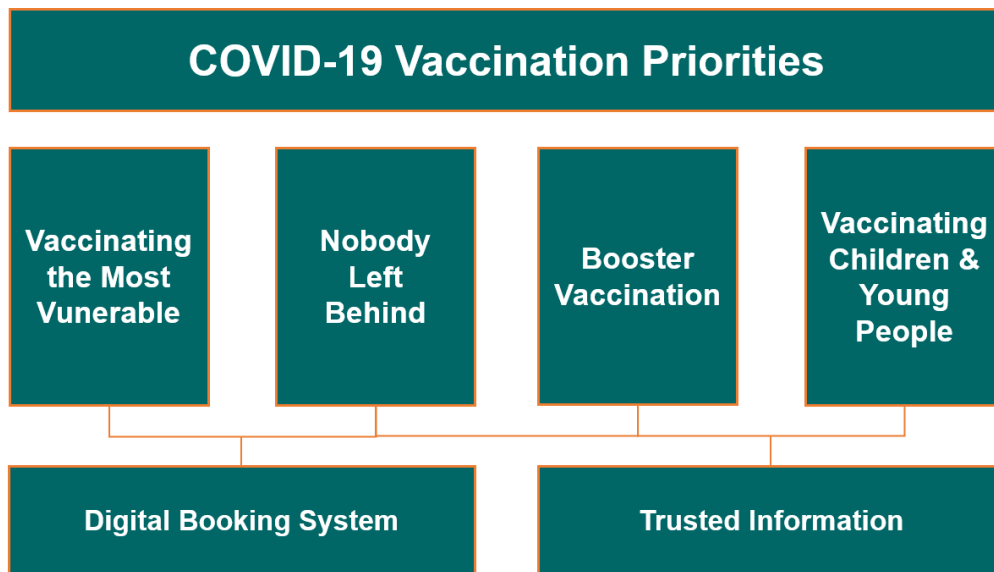 COVID-19 Vaccination Priorities
Vaccinating
the Most
Vunerable
Nobody
Left
Behind
Booster
Vaccination
Vaccinating
Children &
Young
People
Digital Booking System
Trusted Information